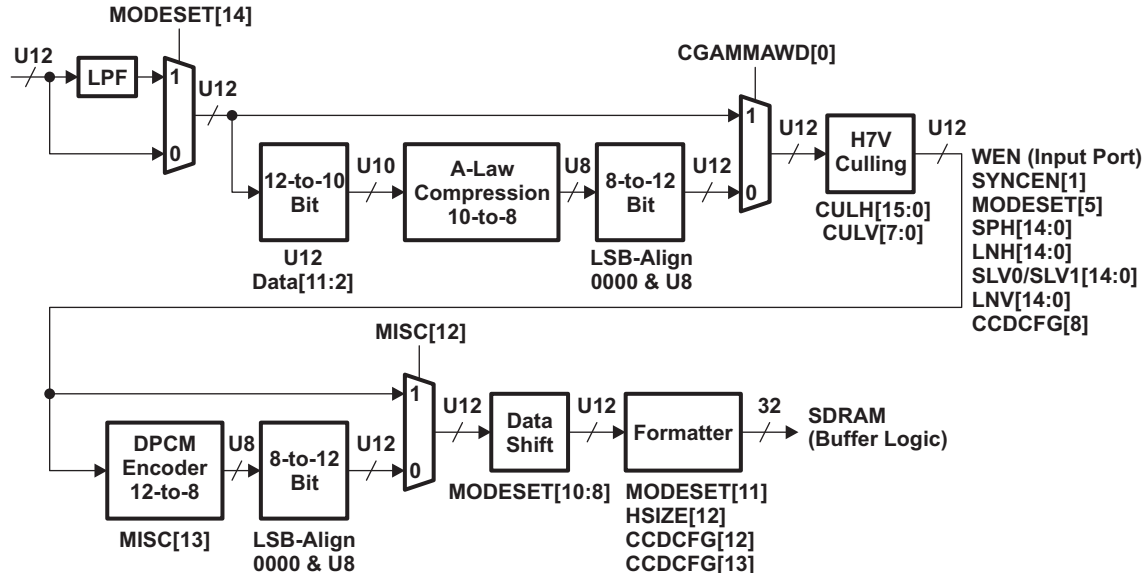 MODESET[14]
U12
LPF
1
U12
0
CGAMMAWD[0]
12-to-10
Bit
U12
Data[11:2]
U10
A-Law
Compression
10-to-8
U8
8-to-12
Bit
LSB-Align
0000 & U8
U12
1
0
U12
H7V
Culling
CULH[15:0]
CULV[7:0]
U12
WEN (Input Port)
SYNCEN[1]
MODESET[5]
SPH[14:0]
LNH[14:0]
SLV0/SLV1[14:0]
LNV[14:0]
CCDCFG[8]
MISC[12]
DPCM
Encoder
12-to-8
MISC[13]
U8
8-to-12
Bit
LSB-Align
0000 & U8
U12
1
0
U12
Data
Shift
MODESET[10:8]
U12
Formatter
MODESET[11]
HSIZE[12]
CCDCFG[12]
CCDCFG[13]
32
SDRAM
(Buffer Logic)